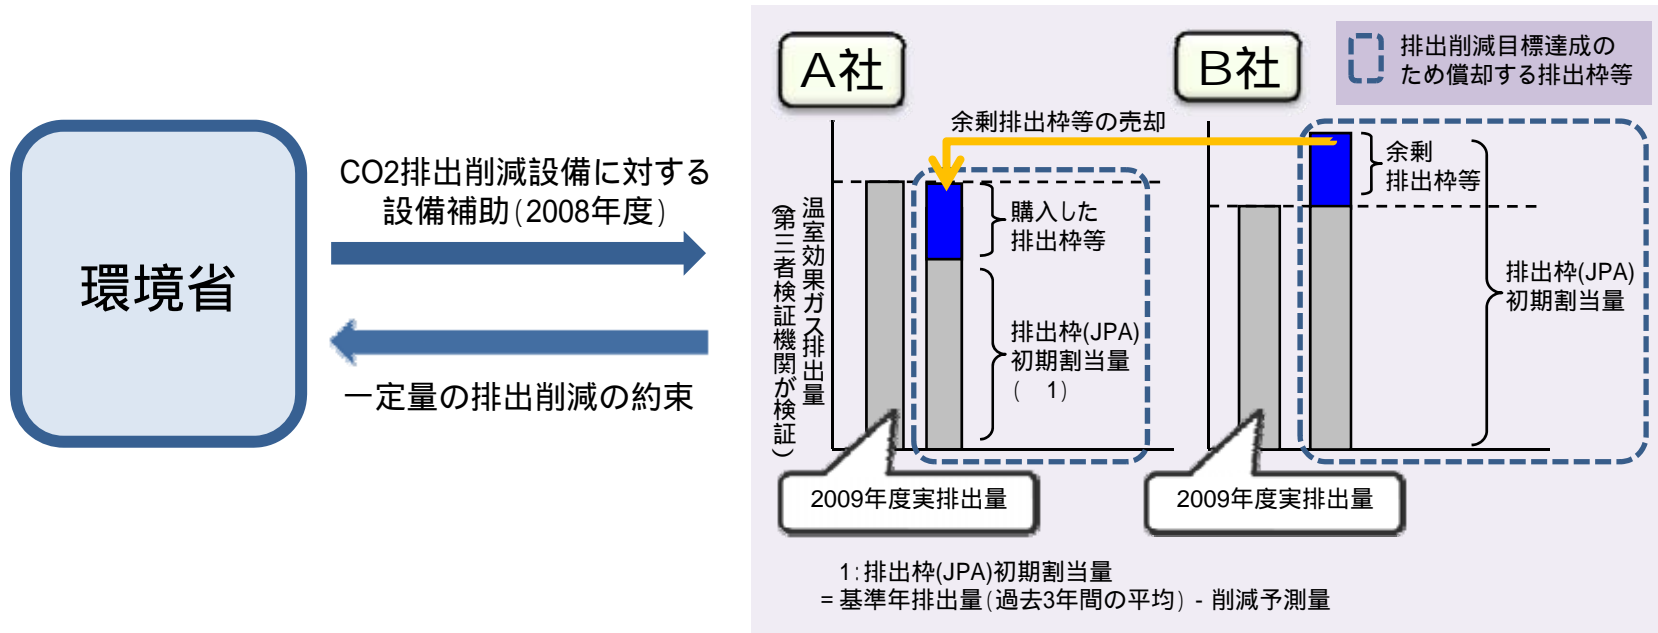 環境省
CO2排出削減設備に対する
設備補助(2008年度)
一定量の排出削減の約束
A社
B社
排出削減目標達成の
ため償却する排出枠等
余剰排出枠等の売却
温室効果ガス排出量
(第三者検証機関が検証)
購入した
排出枠等
排出枠(JPA)
初期割当量
( 1)
2009年度実排出量
余剰
排出枠等
排出枠(JPA)
初期割当量
2009年度実排出量
1:排出枠(JPA)初期割当量
=基準年排出量(過去3年間の平均) - 削減予測量